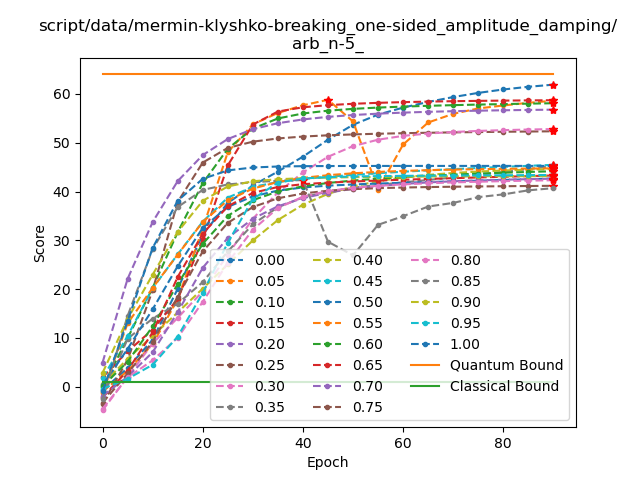 script/data/mermin-klyshko-breaking_one-sided_amplitude_damping/
arb_n-5_
Score
60
50
40
30
20
10
0
0.00 0.40 0.80
0.05 0.45 0.85
0.10 0.50 0.90
0.15 0.55 0.95
0.20 0.60 1.00
0.25 0.65 Quantum Bound
0.30 0.70 Classical Bound
0.35 0.75
0 20 40 60 80
Epoch